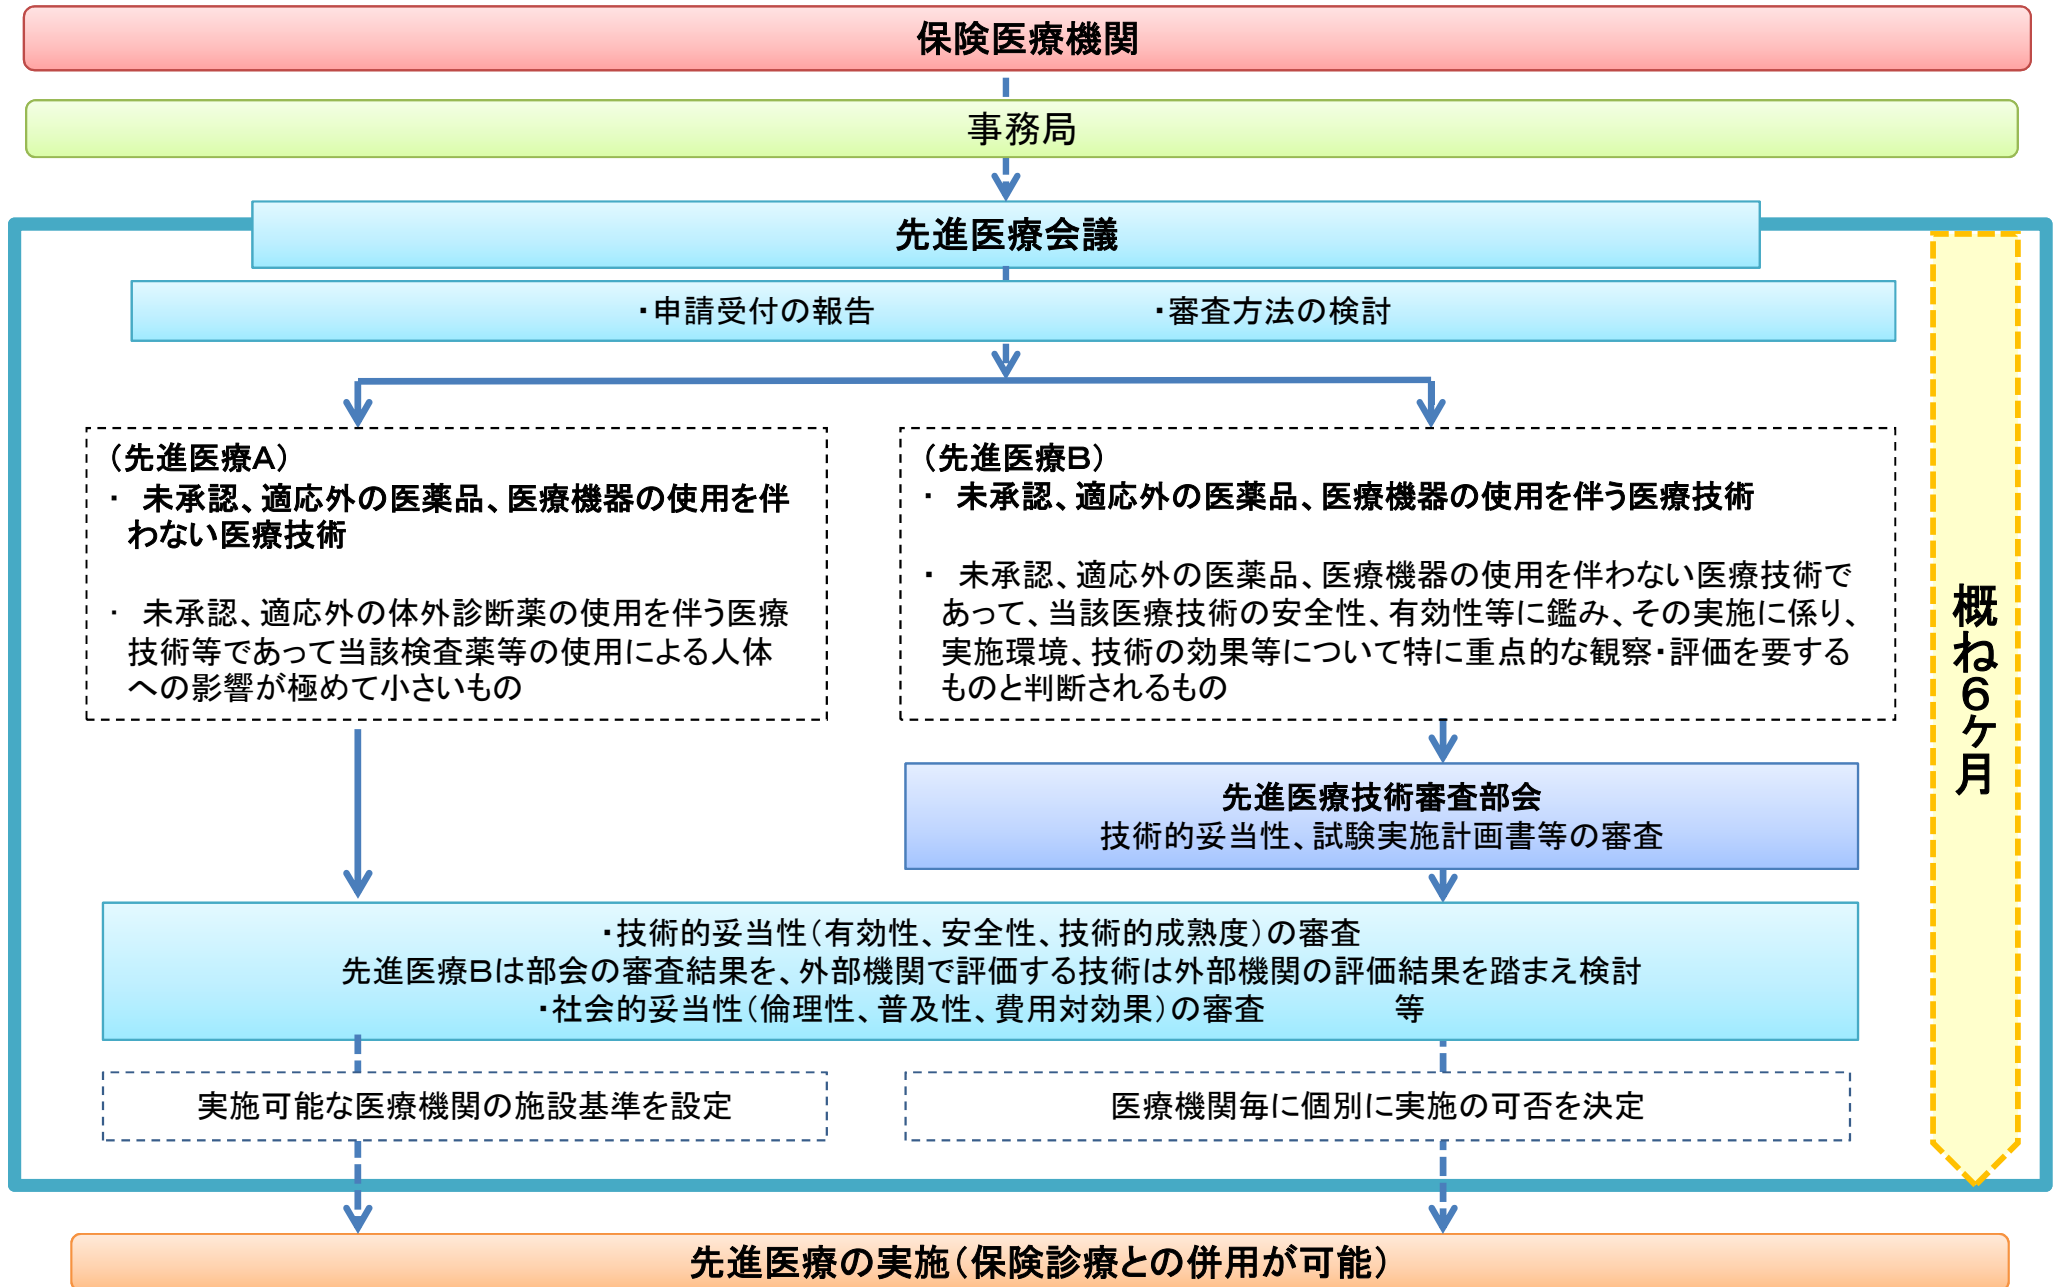 保険医療機関
事務局
先進医療会議
・申請受付の報告　・審査方法の検討
（先進医療A）
・ 未承認、適応外の医薬品、医療機器の使用を伴
わない医療技術
・ 未承認、適応外の体外診断薬の使用を伴う医療
技術等であって当該検査薬等の使用による人体
への影響が極めて小さいもの
（先進医療B）
・ 未承認、適応外の医薬品、医療機器の使用を伴う医療技術
・ 未承認、適応外の医薬品、医療機器の使用を伴わない医療技術で
あって、当該医療技術の安全性、有効性等に鑑み、その実施に係り、
実施環境、技術の効果等について特に重点的な観察・評価を要する
ものと判断されるもの
概ね６ヶ月
先進医療技術審査部会
技術的妥当性、試験実施計画書等の審査
・技術的妥当性（有効性、安全性、技術的成熟度）の審査
先進医療Ｂは部会の審査結果を、外部機関で評価する技術は外部機関の評価結果を踏まえ検討
・社会的妥当性（倫理性、普及性、費用対効果）の審査　等
実施可能な医療機関の施設基準を設定
医療機関毎に個別に実施の可否を決定
先進医療の実施（保険診療との併用が可能）